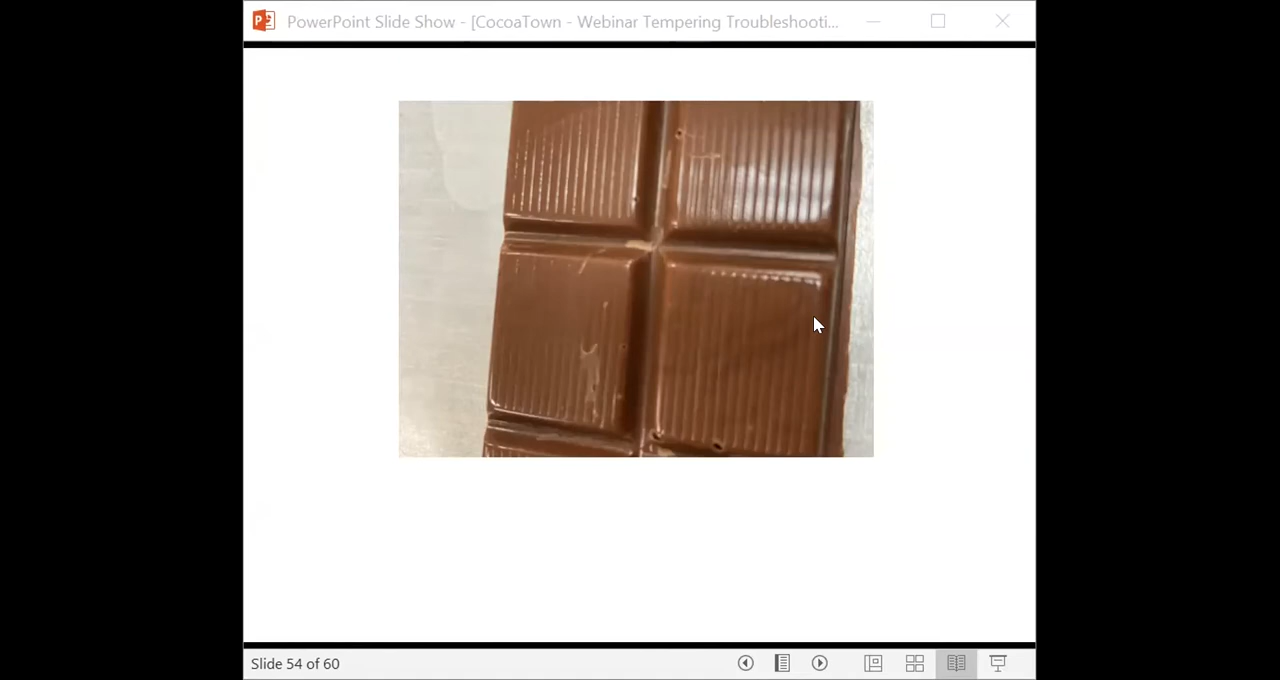 PowerPoint Slide Show - [CocoaTown - Webinar Tempering Troubleshooti...
Slide 54 of 60